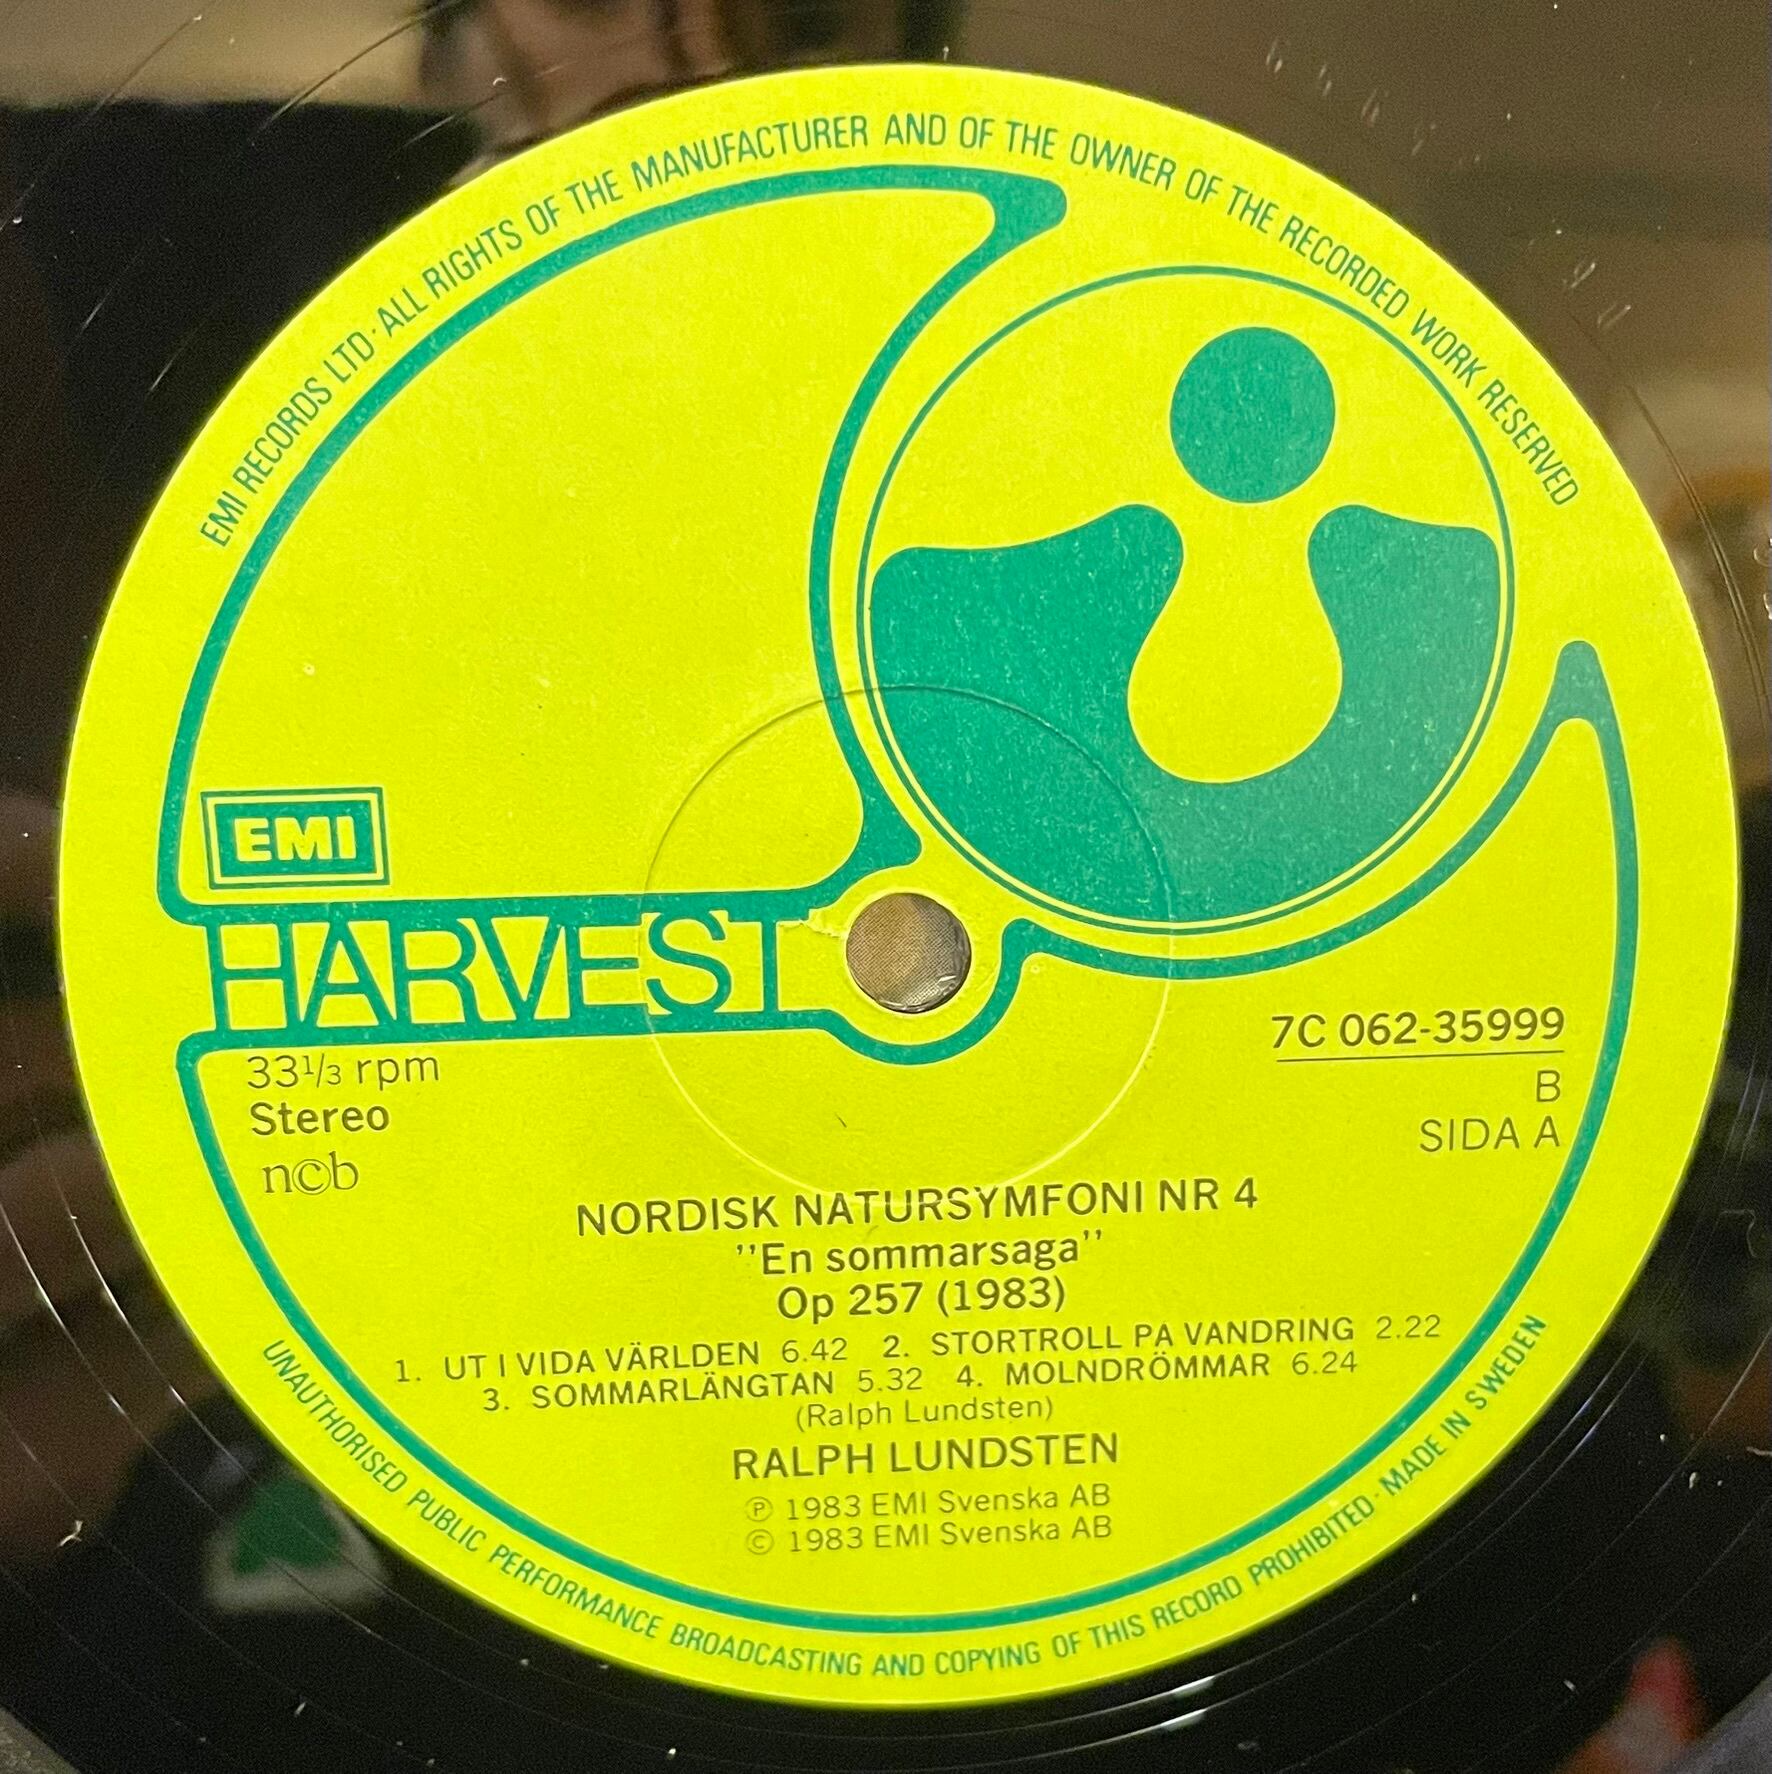 EMI RECORDS LTD · ALL RIGHTS OF THE MANUFACTURER AND OF THE OWNER OF THE RECORDED WORK RESERVED
EMI
HARVEST
33 1/3 rpm
Stereo
n©b
7C 062-35999
B
SIDA A
NORDISK NATURSYMFONI NR 4
''En sommarsaga''
Op 257 (1983)
1. UT I VIDA VÄRLDEN 6.42 2. STORTROLL PA VANDRING 2.22
3. SOMMARLÄNGTAN 5.32 4. MOLNDRÖMMAR 6.24
(Ralph Lundsten)
RALPH LUNDSTEN
℗ 1983 EMI Svenska AB
© 1983 EMI Svenska AB
UNAUTHORISED PUBLIC PERFORMANCE BROADCASTING AND COPYING OF THIS RECORD PROHIBITED · MADE IN SWEDEN